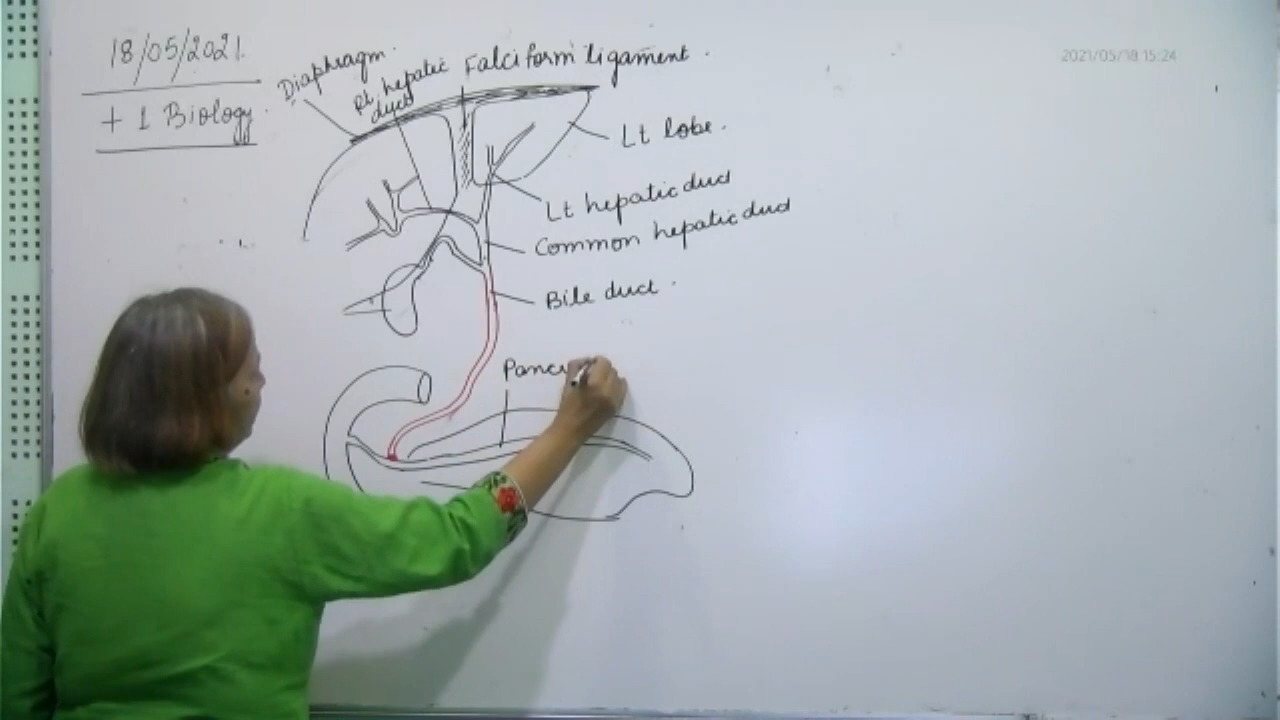 18/05/2021.
+ 1 Biology.
2021/05/18 15:24
Diaphragm.
Rt. hepatic
duct
Falciform ligament.
Lt lobe.
Lt hepatic duct
Common hepatic duct
Bile duct.
Pancr